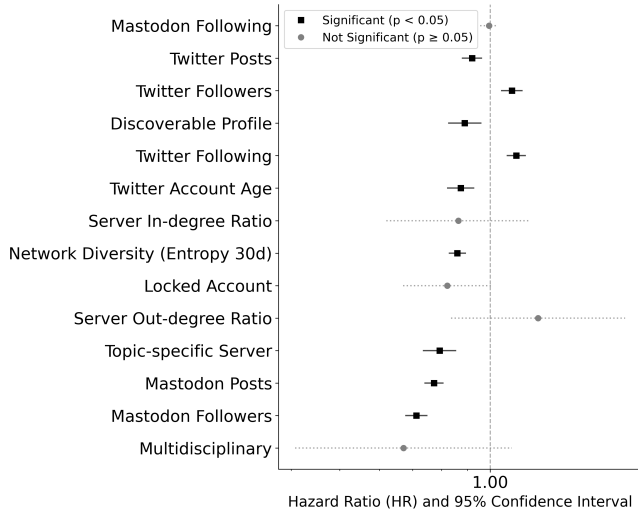 Mastodon Following
Significant (p < 0.05)
Not Significant (p ≥ 0.05)
Twitter Posts
Twitter Followers
Discoverable Profile
Twitter Following
Twitter Account Age
Server In-degree Ratio
Network Diversity (Entropy 30d)
Locked Account
Server Out-degree Ratio
Topic-specific Server
Mastodon Posts
Mastodon Followers
Multidisciplinary
1.00
Hazard Ratio (HR) and 95% Confidence Interval